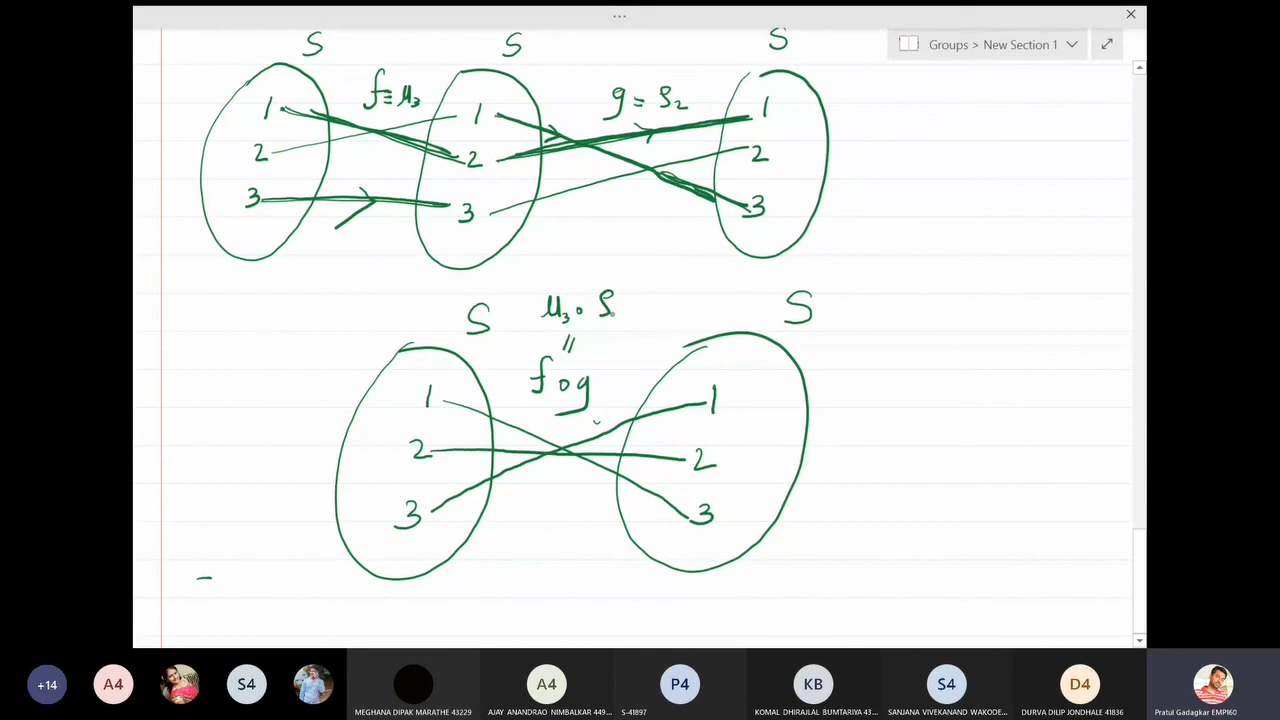 Groups > New Section 1
S S S
f ≡ μ₃ g = ρ₂
1 1 1
2 2 2
3 3 3
S μ₃ ∘ ρ S
=
f ∘ g
1 1
2 2
3 3
+14 A4 S4 A4 P4 KB S4 D4
MEGHANA DIPAK MARATHE 43229 AJAY ANANDRAO NIMBALKAR 449... S-41897 KOMAL DHIRAJLAL BUMTARIYA 43... SANJANA VIVEKANAND WAKODE... DURVA DILIP JONDHALE 41836 Pratul Gadagkar EMP160